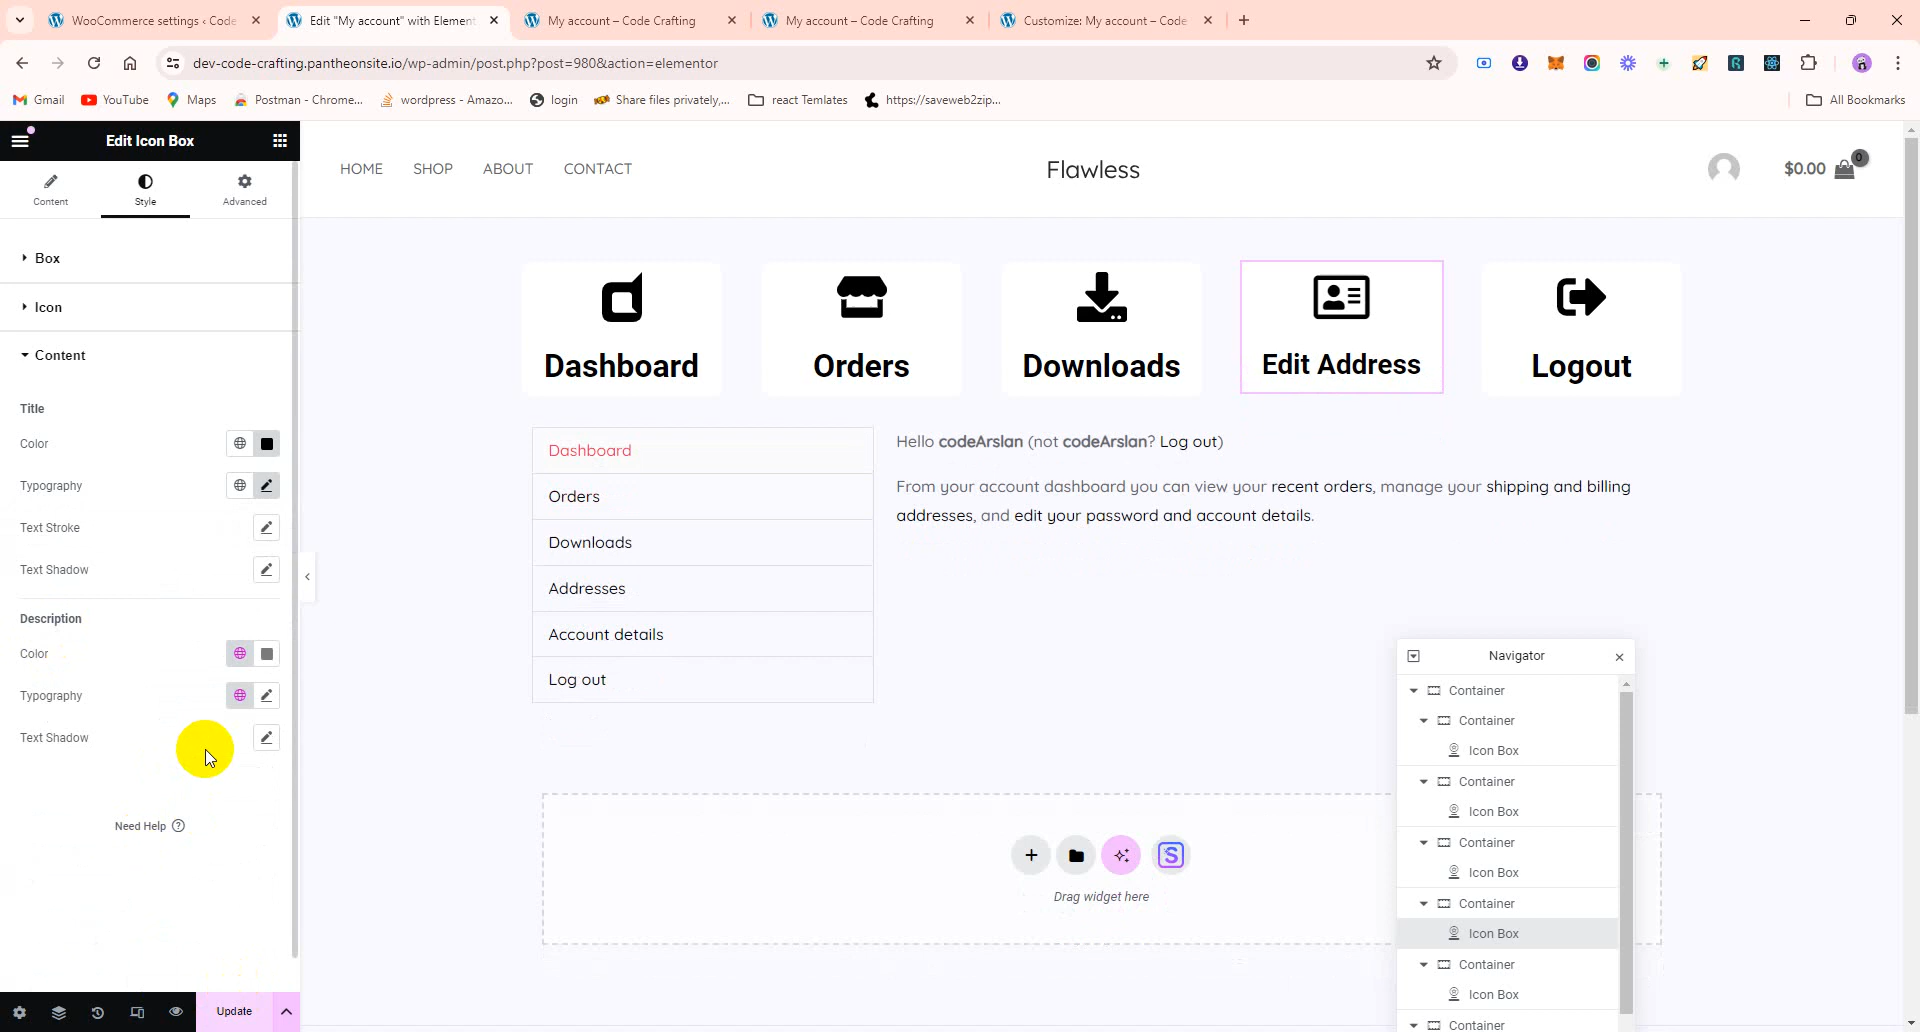 WooCommerce settings ‹ Code
Edit "My account" with Element
My account – Code Crafting
My account – Code Crafting
Customize: My account – Code
dev-code-crafting.pantheonsite.io/wp-admin/post.php?post=980&action=elementor
Gmail
YouTube
Maps
Postman - Chrome...
wordpress - Amazo...
login
Share files privately,...
react Temlates
https://saveweb2zip...
All Bookmarks
Edit Icon Box
Content
Style
Advanced
Box
Icon
Content
Title
Color
Typography
Text Stroke
Text Shadow
Description
Color
Typography
Text Shadow
Need Help
Update
HOME
SHOP
ABOUT
CONTACT
Flawless
$0.00
0
Dashboard
Orders
Downloads
Edit Address
Logout
Dashboard
Orders
Downloads
Addresses
Account details
Log out
Hello codeArslan (not codeArslan? Log out)
From your account dashboard you can view your recent orders, manage your shipping and billing
addresses, and edit your password and account details.
Drag widget here
Navigator
Container
Container
Icon Box
Container
Icon Box
Container
Icon Box
Container
Icon Box
Container
Icon Box
Container